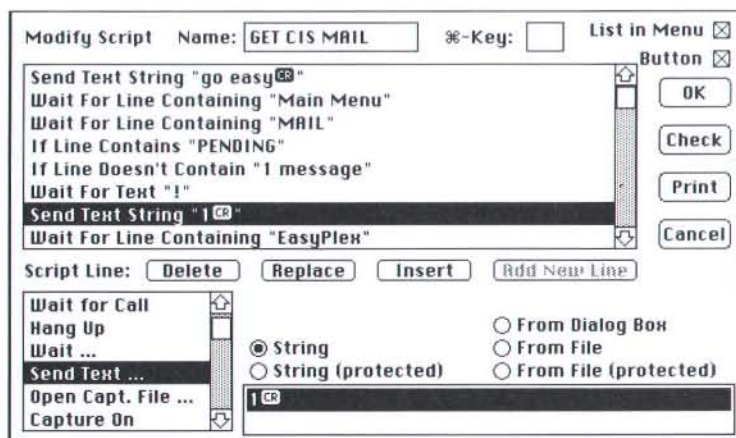 Modify Script Name: GET CIS MAIL ⌘-Key: List in Menu
Button
Send Text String "go easyCR"
Wait For Line Containing "Main Menu"
Wait For Line Containing "MAIL"
If Line Contains "PENDING"
If Line Doesn't Contain "1 message"
Wait For Text "!"
Send Text String "1CR"
Wait For Line Containing "EasyPlex"
OK
Check
Print
Cancel
Script Line: Delete Replace Insert Add New Line
Wait for Call
Hang Up
Wait ...
Send Text ...
Open Capt. File ...
Capture On
String
String (protected)
From Dialog Box
From File
From File (protected)
1CR